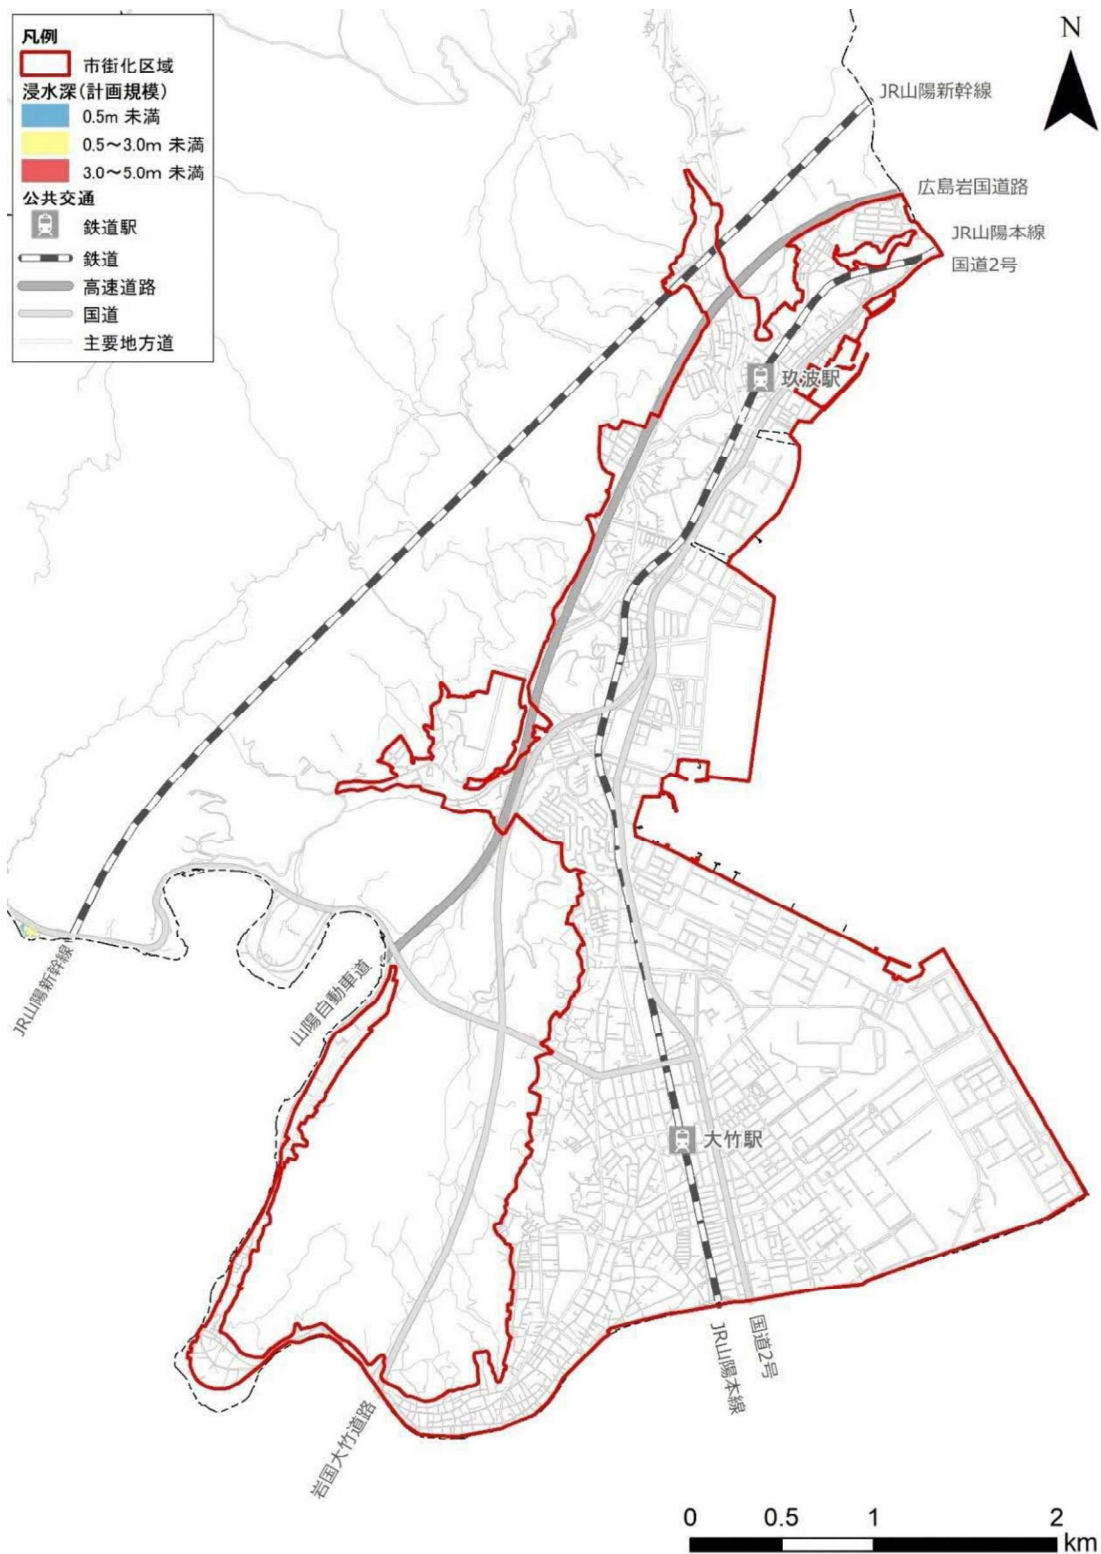 凡例
市街化区域
浸水深(計画規模)
0.5m 未満
0.5～3.0m 未満
3.0～5.0m 未満
公共交通
鉄道駅
鉄道
高速道路
国道
主要地方道
N
JR山陽新幹線
広島岩国道路
JR山陽本線
国道2号
玖波駅
JR山陽新幹線
山陽自動車道
大竹駅
岩国大竹道路
JR山陽本線
国道2号
0 0.5 1 2
km